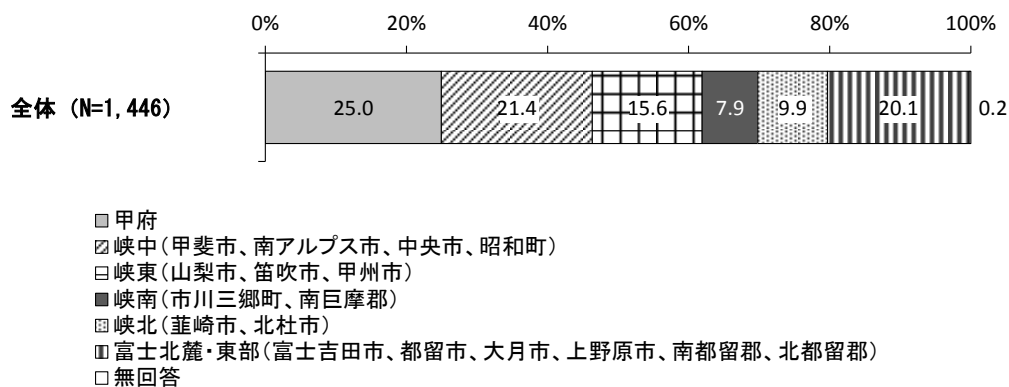 0% 20% 40% 60% 80% 100%
全体 (N=1,446) 25.0 21.4 15.6 7.9 9.9 20.1 0.2
甲府
峡中(甲斐市、南アルプス市、中央市、昭和町)
峡東(山梨市、笛吹市、甲州市)
峡南(市川三郷町、南巨摩郡)
峡北(韮崎市、北杜市)
富士北麓・東部(富士吉田市、都留市、大月市、上野原市、南都留郡、北都留郡)
無回答